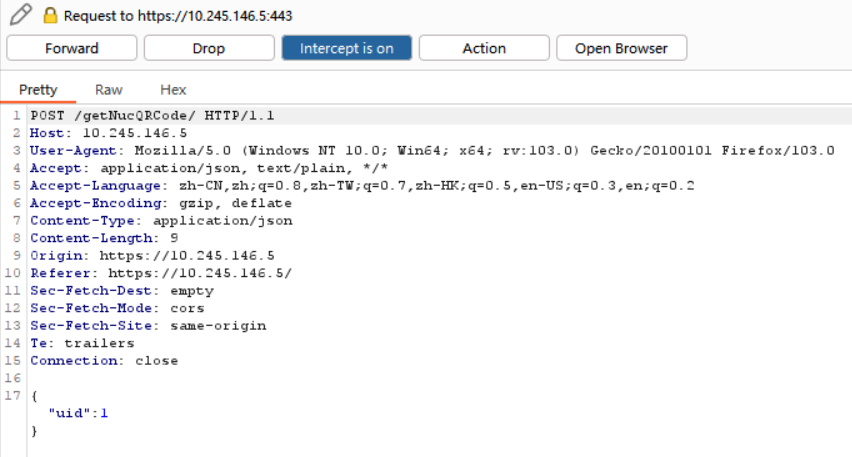 Request to https://10.245.146.5:443
Forward Drop Intercept is on Action Open Browser
Pretty Raw Hex
1 POST /getNucQRCode/ HTTP/1.1
2 Host: 10.245.146.5
3 User-Agent: Mozilla/5.0 (Windows NT 10.0; Win64; x64; rv:103.0) Gecko/20100101 Firefox/103.0
4 Accept: application/json, text/plain, */*
5 Accept-Language: zh-CN,zh;q=0.8,zh-TW;q=0.7,zh-HK;q=0.5,en-US;q=0.3,en;q=0.2
6 Accept-Encoding: gzip, deflate
7 Content-Type: application/json
8 Content-Length: 9
9 Origin: https://10.245.146.5
10 Referer: https://10.245.146.5/
11 Sec-Fetch-Dest: empty
12 Sec-Fetch-Mode: cors
13 Sec-Fetch-Site: same-origin
14 Te: trailers
15 Connection: close
16
17 {
"uid":1
}